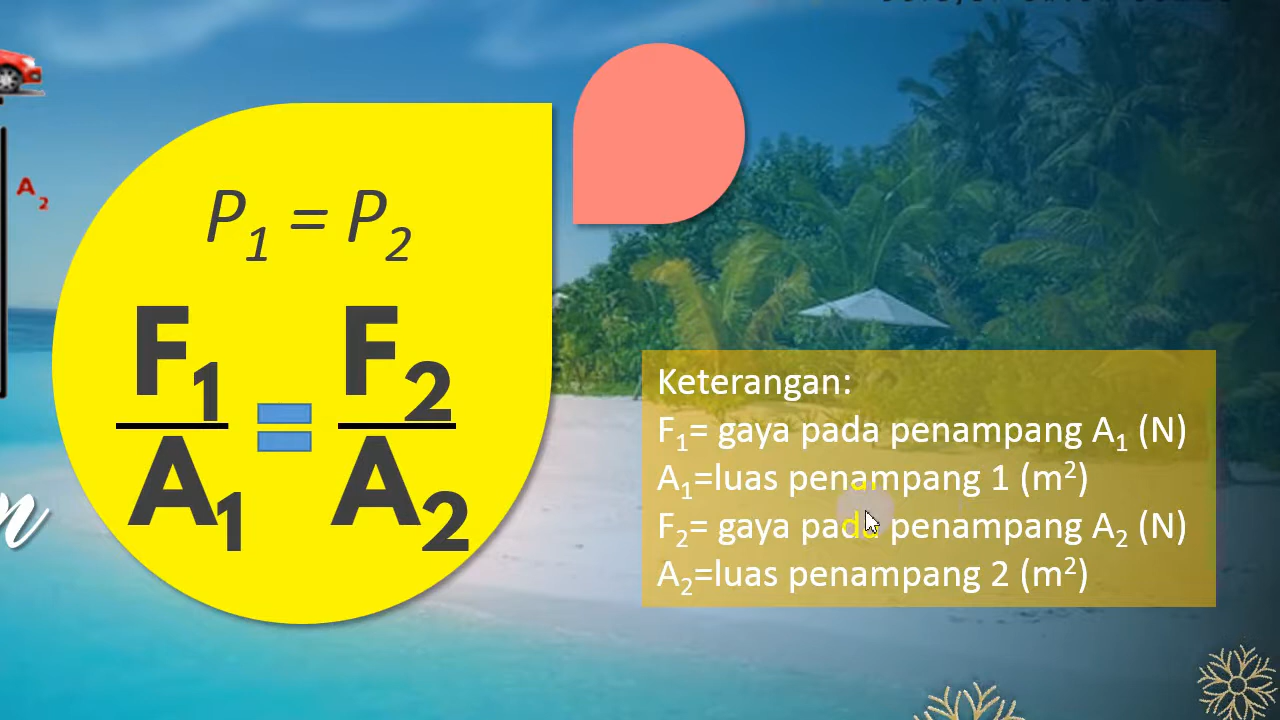 A₂
P₁ = P₂
F₁ = F₂
A₁ A₂
Keterangan:
F₁= gaya pada penampang A₁ (N)
A₁=luas penampang 1 (m²)
F₂= gaya pada penampang A₂ (N)
A₂=luas penampang 2 (m²)